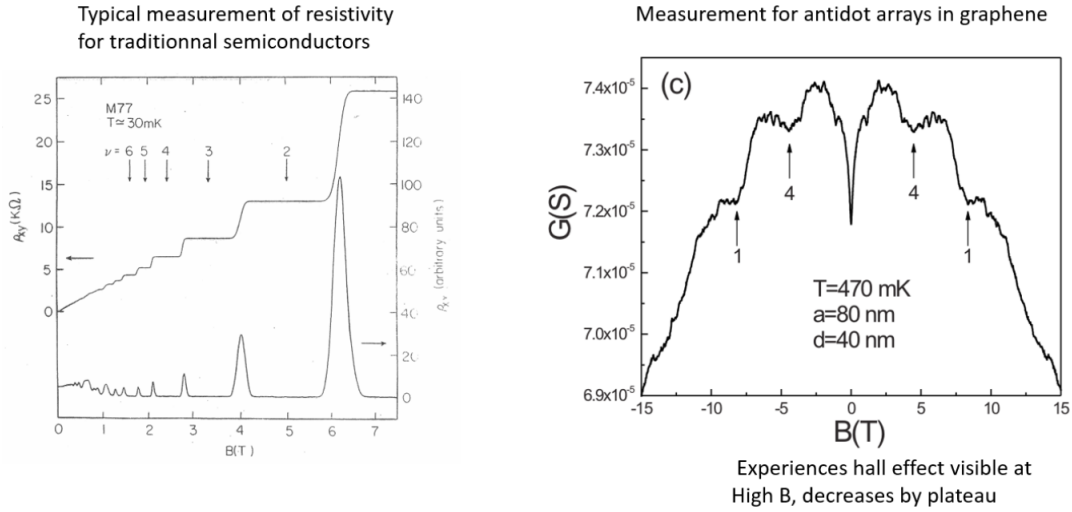 Typical measurement of resistivity
for traditionnal semiconductors
25
20
15
10
5
0
ρxy(KΩ)
M77
T≃30mK
ν = 6 5 4 3 2
140
120
100
80
60
40
20
0
(arbitrary units)
0 1 2 3 4 5 6 7
B(T)
Measurement for antidot arrays in graphene
(c)
7.4x10⁻⁵
7.3x10⁻⁵
7.2x10⁻⁵
7.1x10⁻⁵
7.0x10⁻⁵
6.9x10⁻⁵
G(S)
4 4
1 1
T=470 mK
a=80 nm
d=40 nm
-15 -10 -5 0 5 10 15
B(T)
Experiences hall effect visible at
High B, decreases by plateau